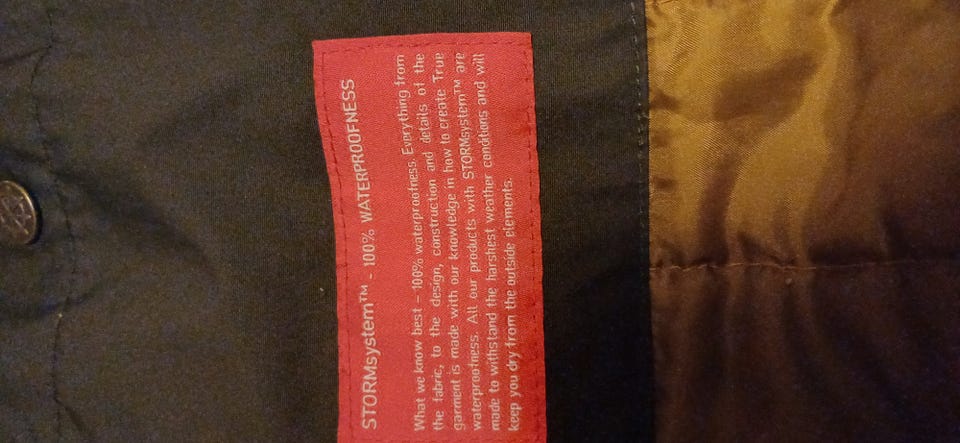 STORMsystem™ - 100% WATERPROOFNESS
What we know best – 100% waterproofness. Everything from
the fabric, to the design, construction and details of the
garment is made with our knowledge in how to create True
waterproofness. All our products with STORMsystem™ are
made to withstand the harshest weather conditions and will
keep you dry from the outside elements.